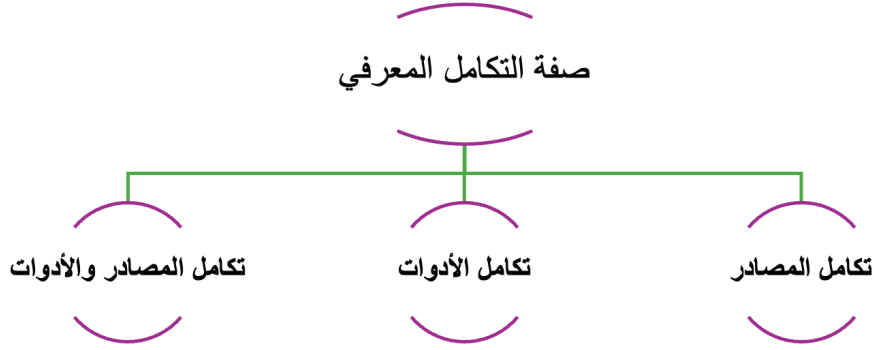 صفة التكامل المعرفي
تكامل المصادر
تكامل الأدوات
تكامل المصادر والأدوات